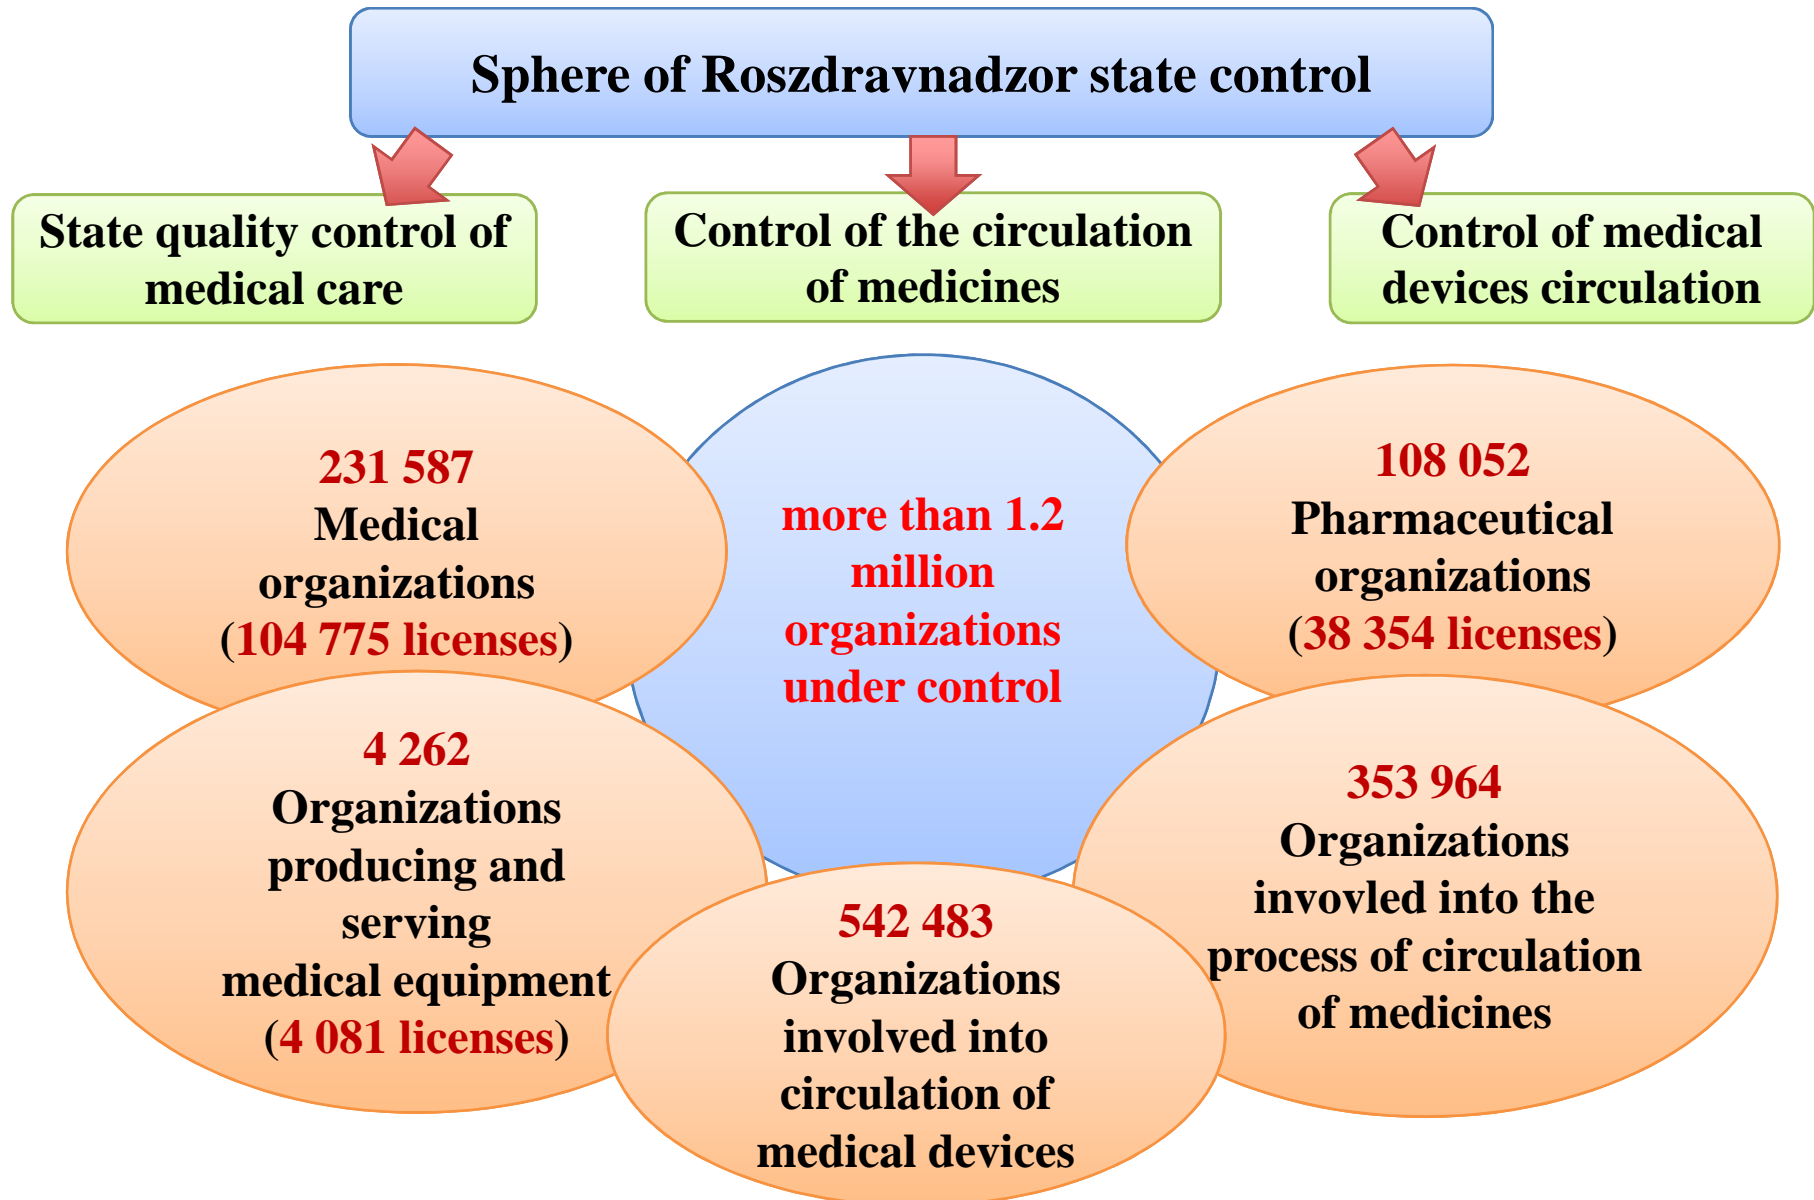 Sphere of Roszdravnadzor state control
State quality control of
medical care
Control of the circulation
of medicines
Control of medical
devices circulation
231 587
Medical
organizations
(104 775 licenses)
more than 1.2
million
organizations
under control
108 052
Pharmaceutical
organizations
(38 354 licenses)
4 262
Organizations
producing and
serving
medical equipment
(4 081 licenses)
542 483
Organizations
involved into
circulation of
medical devices
353 964
Organizations
invovled into the
process of circulation
of medicines